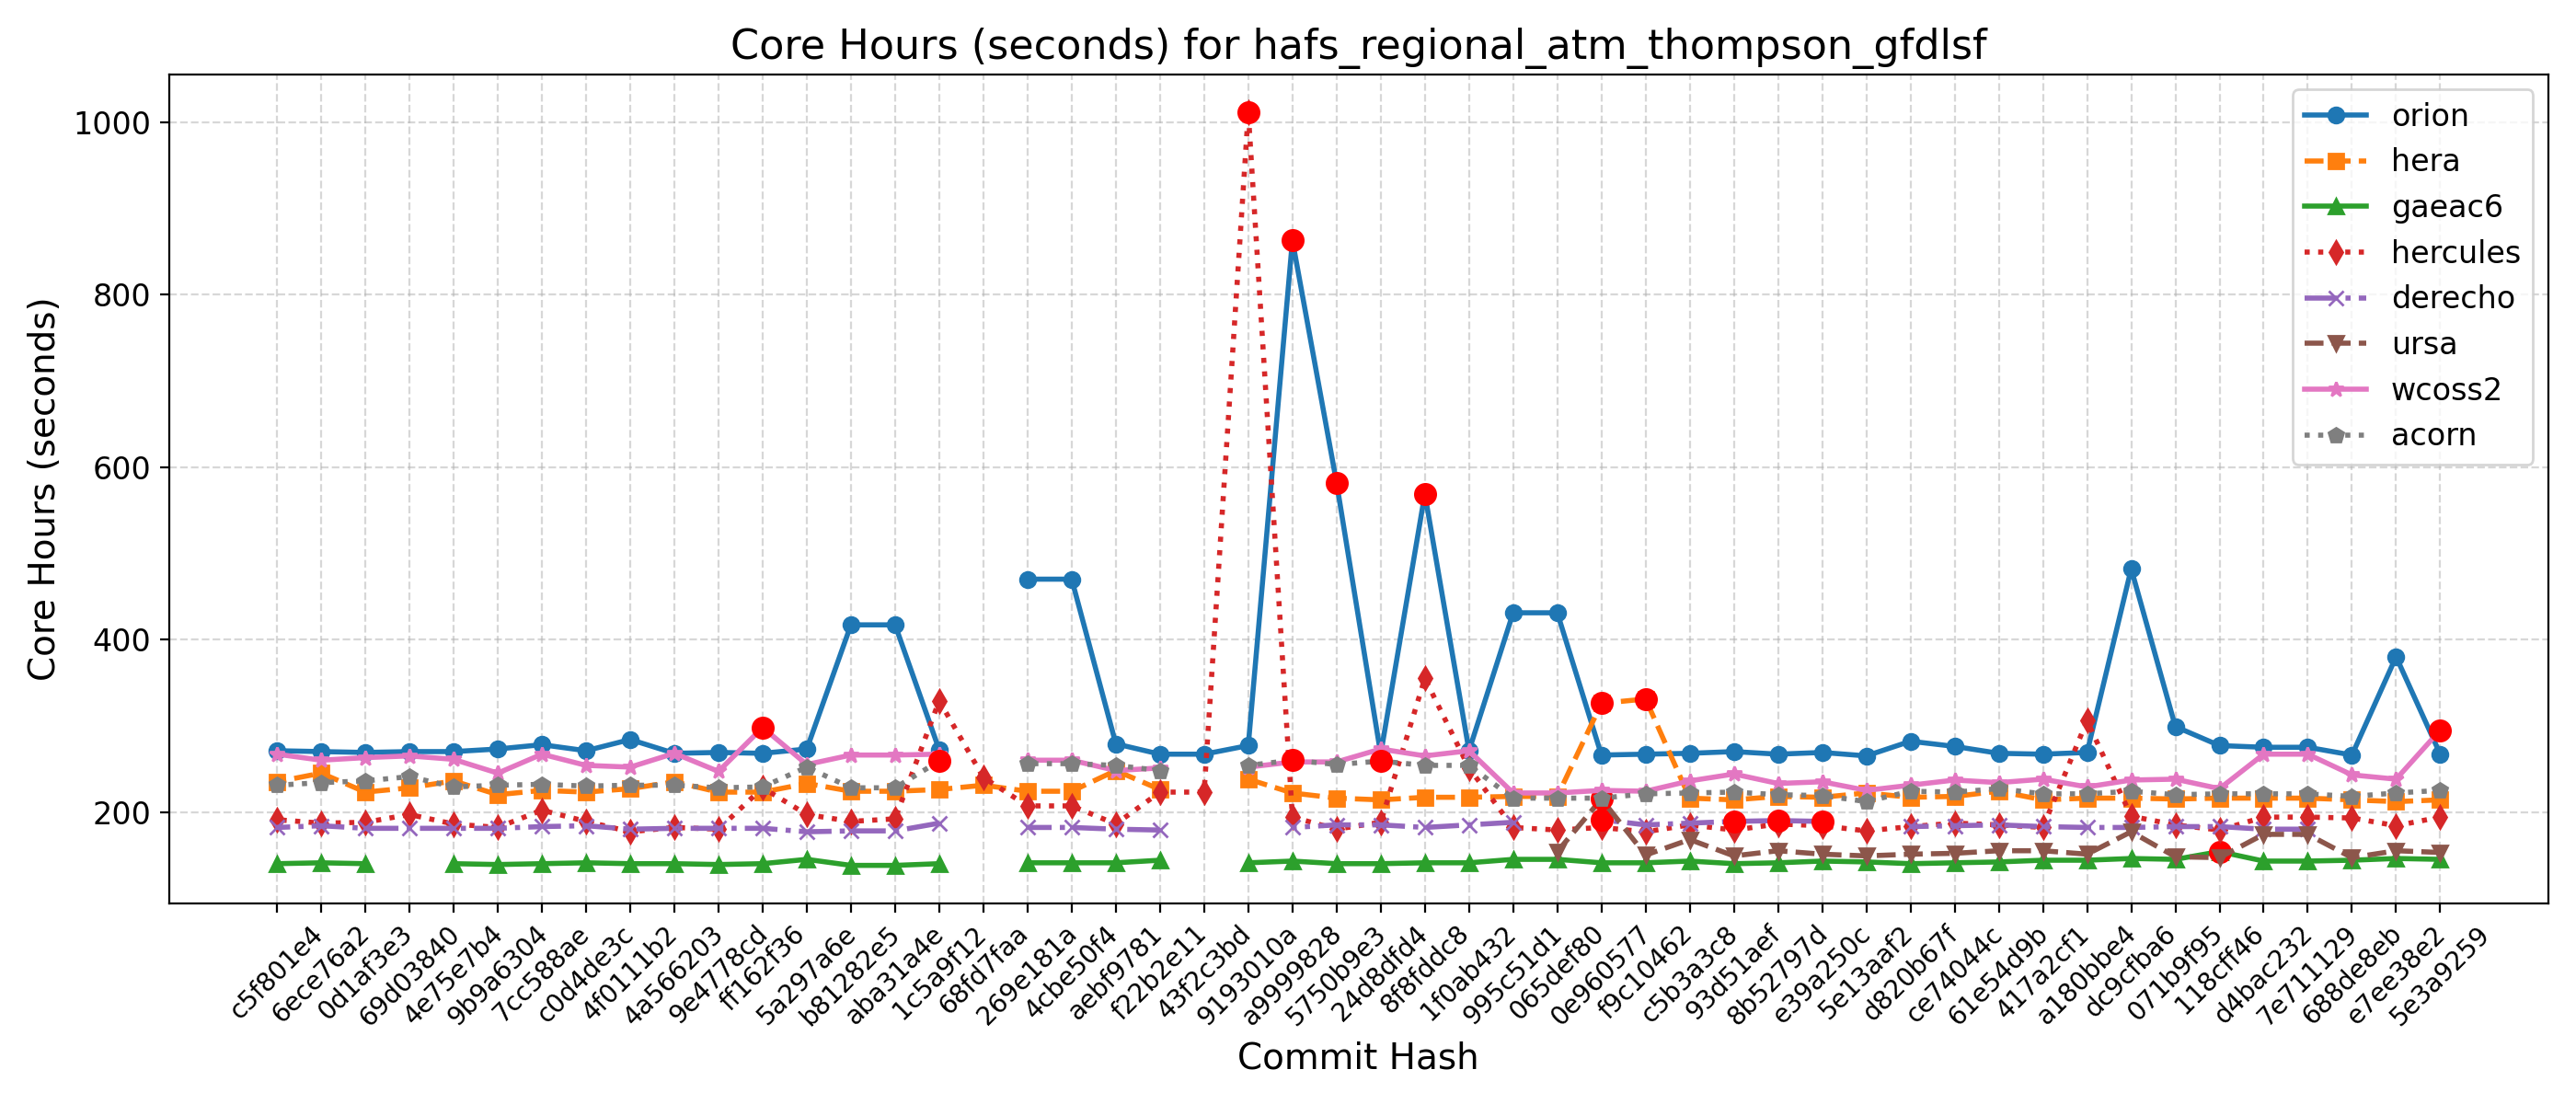 Core Hours (seconds) for hafs_regional_atm_thompson_gfdlsf
Core Hours (seconds)
1000
800
600
400
200
orion
hera
gaeac6
hercules
derecho
ursa
wcoss2
acorn
c5f801e4
6ece76a2
0d1af3e3
69d03840
4e75e7b4
9b9a6304
7cc588ae
c0d4de3c
4f0111b2
4a566203
9e4778cd
ff162f36
5a297a6e
b81282e5
aba31a4e
1c5a9f12
68fd7faa
269e181a
4cbe50f4
aebf9781
f22b2e11
43f2c3bd
9193010a
a9999828
5750b9e3
24d8dfd4
8f8fddc8
1f0ab432
995c51d1
065def80
0e960577
f9c10462
c5b3a3c8
93d51aef
8b52797d
e39a250c
5e13aaf2
d820b67f
ce74044c
61e54d9b
417a2cf1
a180bbe4
dc9cfba6
071b9f95
118cff46
d4bac232
7e711129
688de8eb
e7ee38e2
5e3a9259
Commit Hash